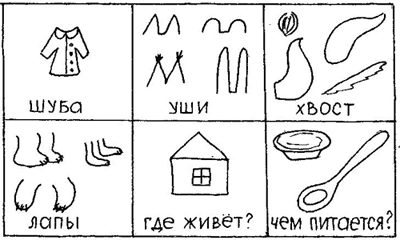 шуба
уши
хвост
лапы
где живёт?
чем питается?